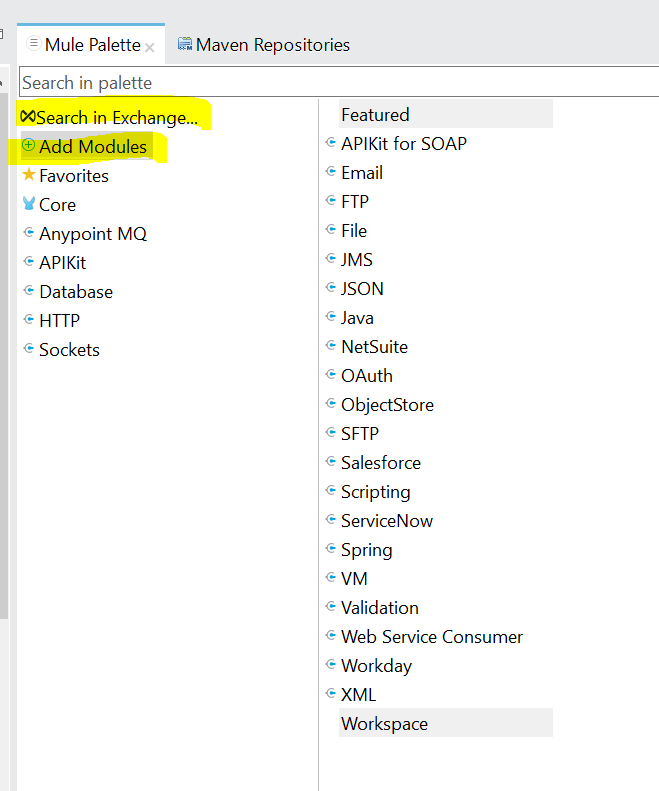 Mule Palette
Maven Repositories
Search in palette
Search in Exchange...
Add Modules
Favorites
Core
Anypoint MQ
APIKit
Database
HTTP
Sockets
Featured
APIKit for SOAP
Email
FTP
File
JMS
JSON
Java
NetSuite
OAuth
ObjectStore
SFTP
Salesforce
Scripting
ServiceNow
Spring
VM
Validation
Web Service Consumer
Workday
XML
Workspace